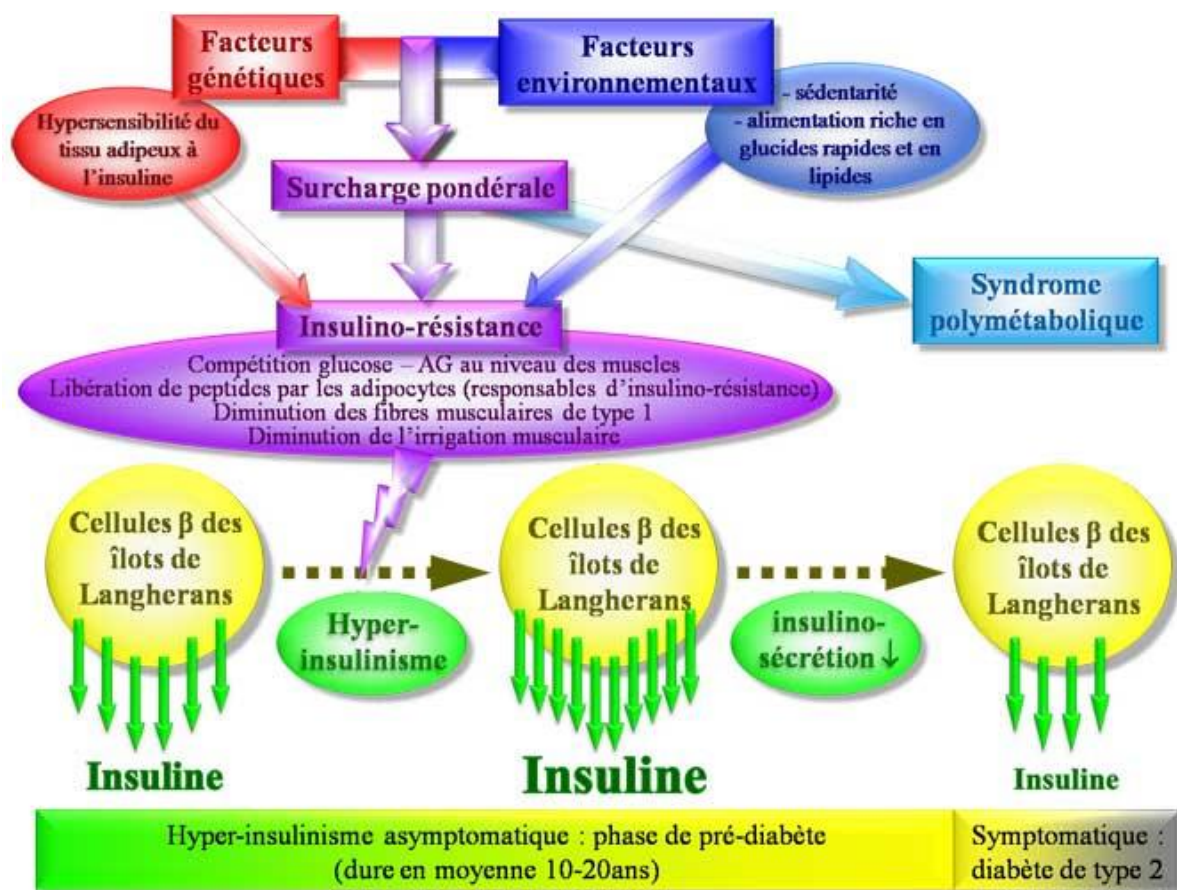 Facteurs
génétiques
Facteurs
environnementaux
Hypersensibilité du
tissu adipeux à
l'insuline
- sédentarité
- alimentation riche en
glucides rapides et en
lipides
Surcharge pondérale
Syndrome
polymétabolique
Insulino-résistance
Compétition glucose – AG au niveau des muscles
Libération de peptides par les adipocytes (responsables d'insulino-résistance)
Diminution des fibres musculaires de type 1
Diminution de l'irrigation musculaire
Cellules β des
îlots de
Langherans
Hyper-
insulinisme
Cellules β des
îlots de
Langherans
insulino-
sécrétion ↓
Cellules β des
îlots de
Langherans
Insuline
Insuline
Insuline
Hyper-insulinisme asymptomatique : phase de pré-diabète
(dure en moyenne 10-20ans)
Symptomatique :
diabète de type 2